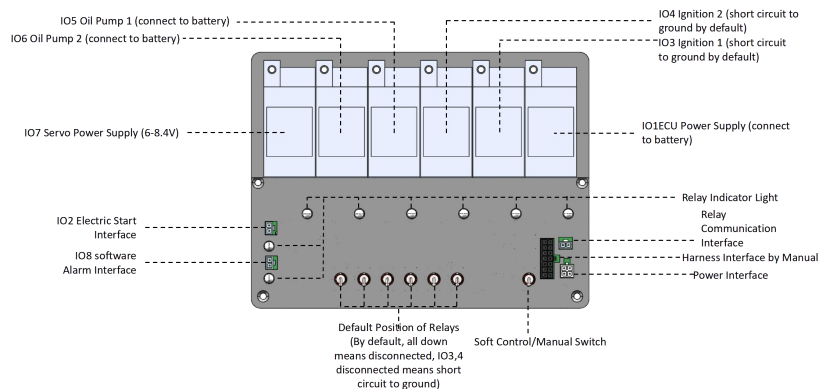 IO5 Oil Pump 1 (connect to battery)
IO6 Oil Pump 2 (connect to battery)
IO4 Ignition 2 (short circuit to
ground by default)
IO3 Ignition 1 (short circuit
to ground by default)
IO7 Servo Power Supply (6-8.4V)
IO1ECU Power Supply (connect
to battery)
Relay Indicator Light
IO2 Electric Start
Interface
Relay
Communication
Interface
IO8 software
Alarm Interface
Harness Interface by Manual
Power Interface
Default Position of Relays
(By default, all down
means disconnected, IO3,4
disconnected means short
circuit to ground)
Soft Control/Manual Switch